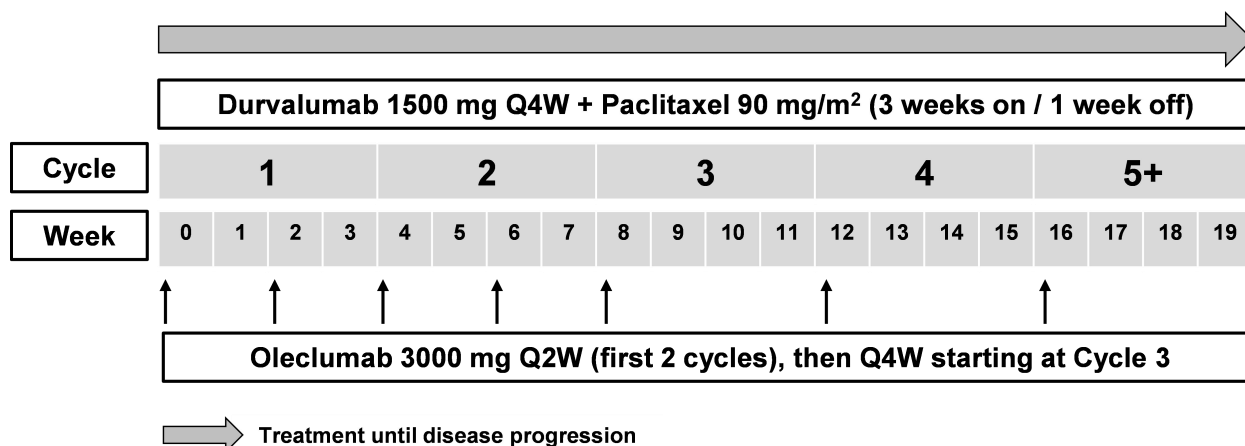 Durvalumab 1500 mg Q4W + Paclitaxel 90 mg/m² (3 weeks on / 1 week off)
Cycle 1 2 3 4 5+
Week 0 1 2 3 4 5 6 7 8 9 10 11 12 13 14 15 16 17 18 19
Oleclumab 3000 mg Q2W (first 2 cycles), then Q4W starting at Cycle 3
Treatment until disease progression